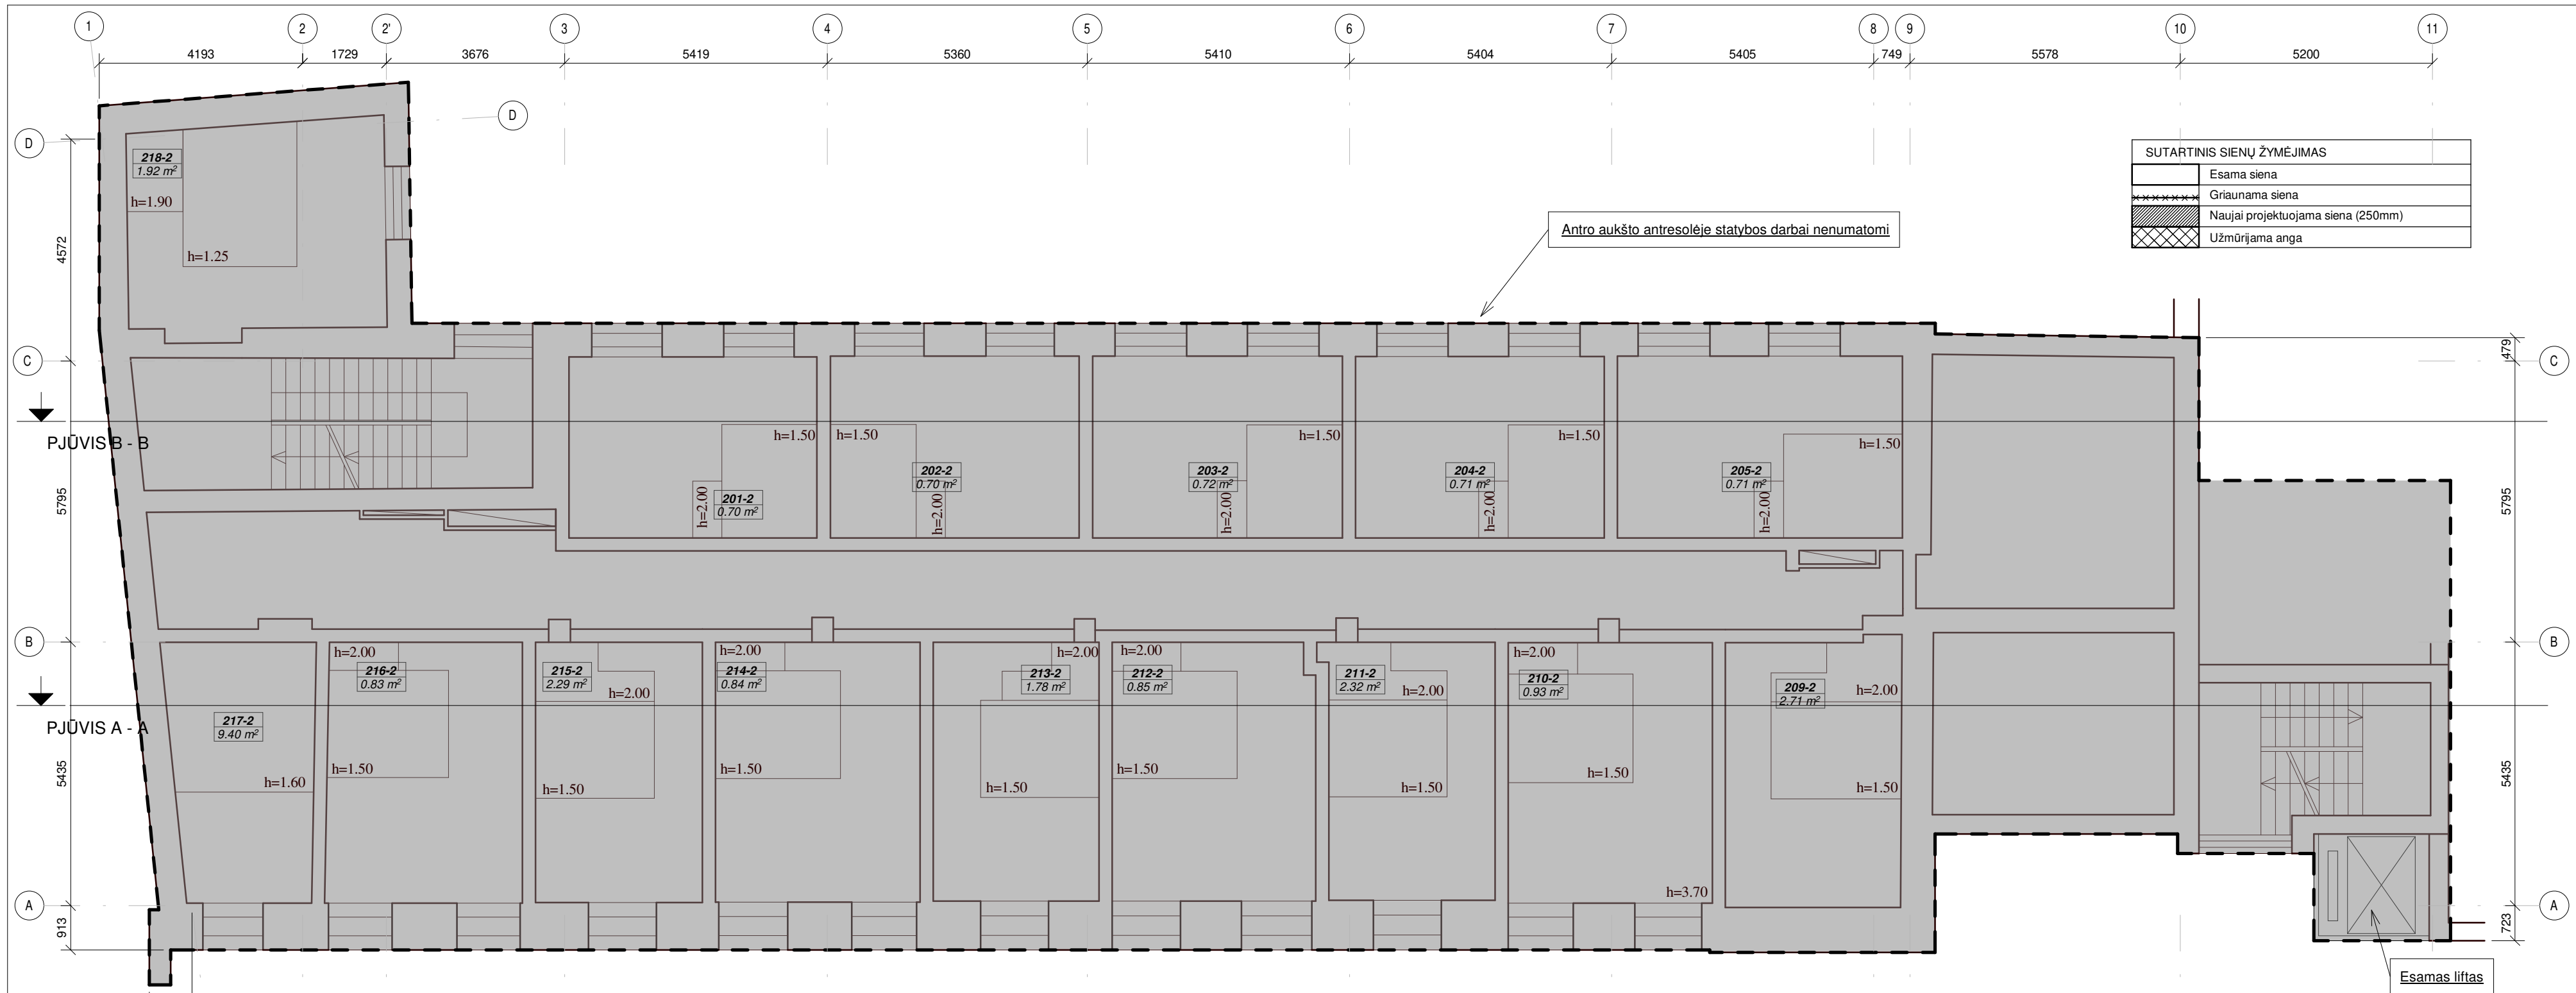 1 2 2' 3 4 5 6 7 8 9 10 11
4193 1729 3676 5419 5360 5410 5404 5405 749 5578 5200
D D
SUTARTINIS SIENŲ ŽYMĖJIMAS
Esama siena
Griaunama siena
Naujai projektuojama siena (250mm)
Užmūrijama anga
218-2
1.92 m²
h=1.90
h=1.25
4572
Antro aukšto antresolėje statybos darbai nenumatomi
C C
479
PJŪVIS B - B
h=1.50 h=1.50 h=1.50 h=1.50 h=1.50
201-2
0.70 m²
h=2.00
202-2
0.70 m²
h=2.00
203-2
0.72 m²
h=2.00
204-2
0.71 m²
h=2.00
205-2
0.71 m²
h=2.00
5795 5795
B B
PJŪVIS A - A
217-2
9.40 m²
h=1.60
h=2.00
216-2
0.83 m²
h=1.50
215-2
2.29 m²
h=2.00
h=1.50
h=2.00
214-2
0.84 m²
h=1.50
h=2.00
213-2
1.78 m²
h=1.50
h=2.00
212-2
0.85 m²
h=1.50
211-2
2.32 m²
h=2.00
h=1.50
h=2.00
210-2
0.93 m²
h=1.50
h=3.70
209-2
2.71 m²
h=2.00
h=1.50
5435 5435
A A
913 723
Esamas liftas